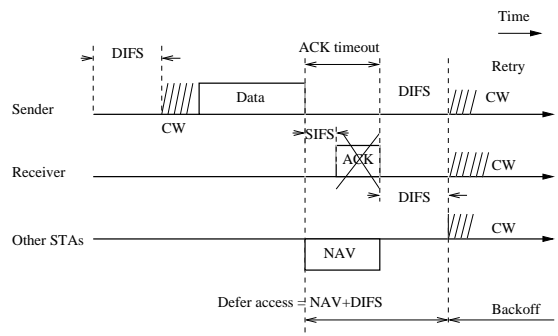 Time
ACK timeout
DIFS
Retry
Data
DIFS
CW
Sender
CW
SIFS
ACK
CW
Receiver
DIFS
CW
Other STAs
NAV
Defer access = NAV+DIFS
Backoff